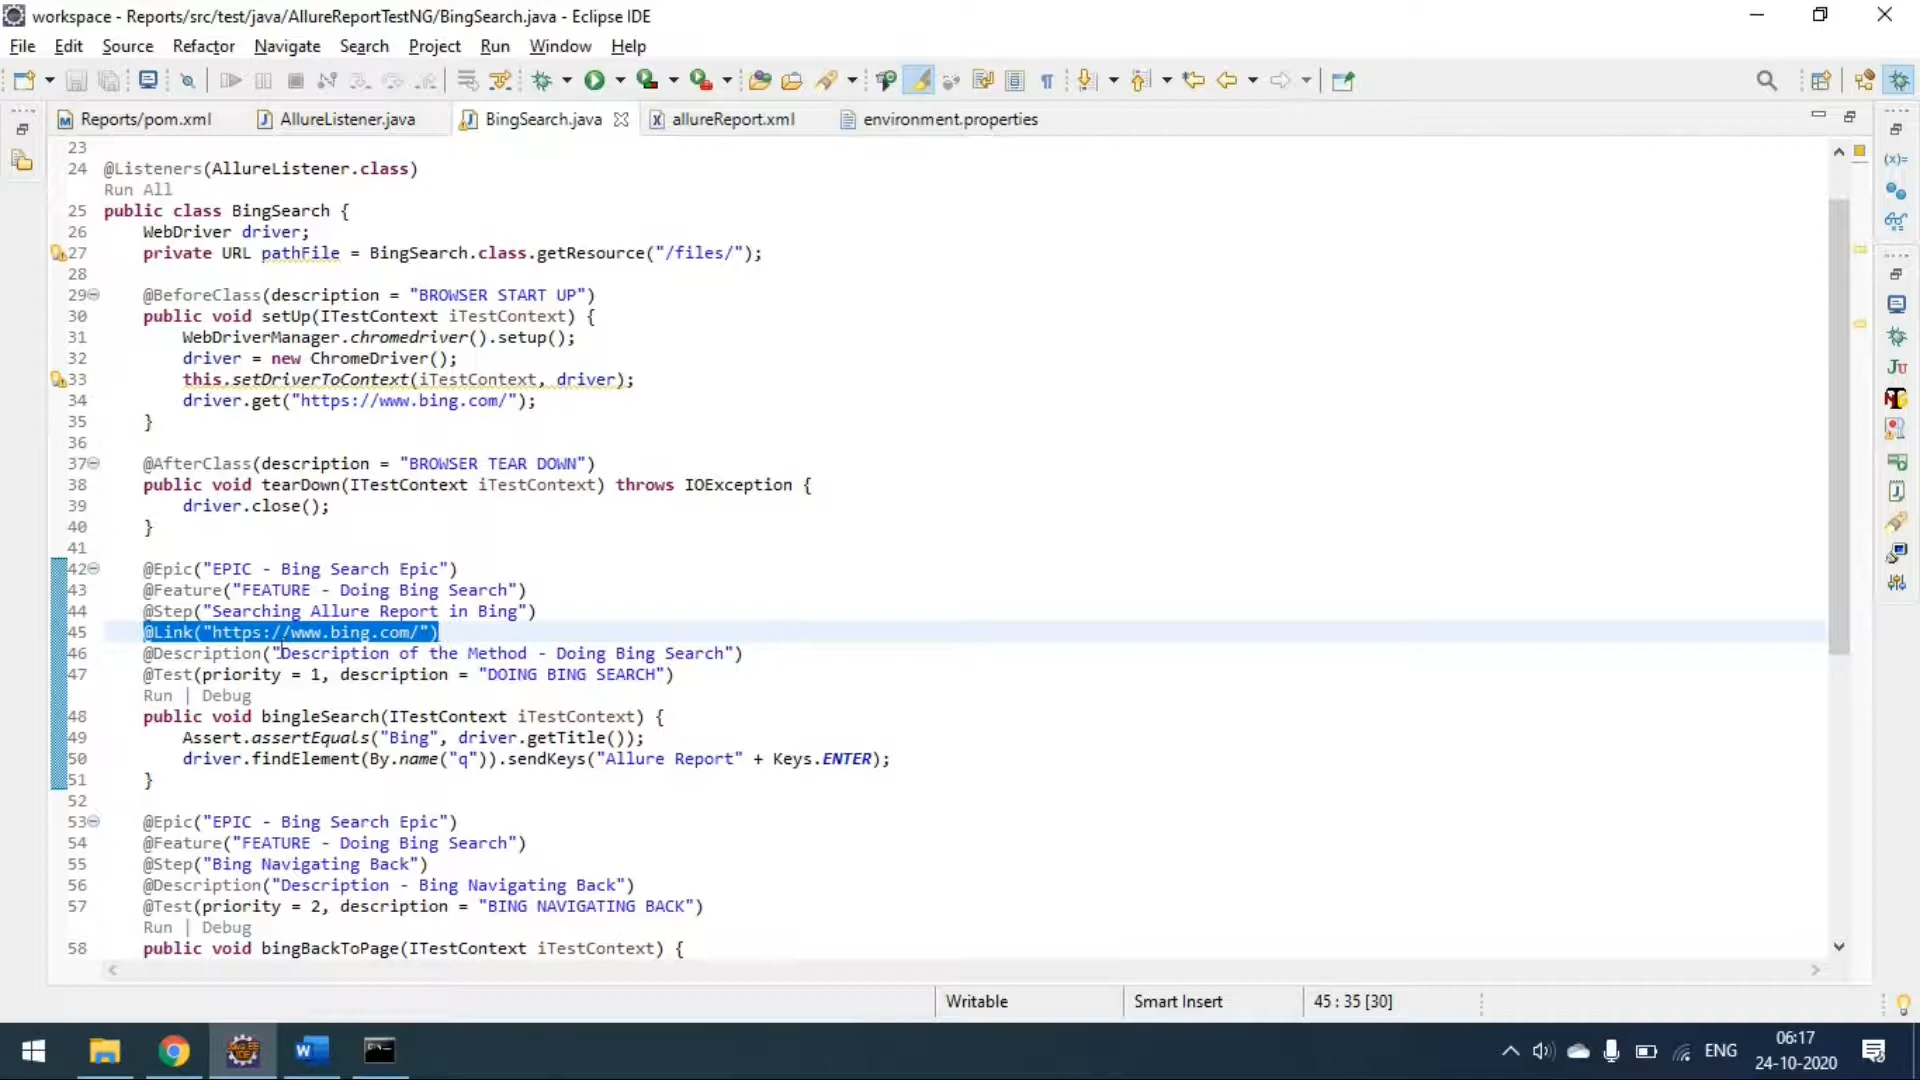 workspace - Reports/src/test/java/AllureReportTestNG/BingSearch.java - Eclipse IDE
File Edit Source Refactor Navigate Search Project Run Window Help
Reports/pom.xml AllureListener.java BingSearch.java allureReport.xml environment.properties
23
24 @Listeners(AllureListener.class)
Run All
25 public class BingSearch {
26 WebDriver driver;
27 private URL pathFile = BingSearch.class.getResource("/files/");
28
29 @BeforeClass(description = "BROWSER START UP")
30 public void setUp(ITestContext iTestContext) {
31 WebDriverManager.chromedriver().setup();
32 driver = new ChromeDriver();
33 this.setDriverToContext(iTestContext, driver);
34 driver.get("https://www.bing.com/");
35 }
36
37 @AfterClass(description = "BROWSER TEAR DOWN")
38 public void tearDown(ITestContext iTestContext) throws IOException {
39 driver.close();
40 }
41
42 @Epic("EPIC - Bing Search Epic")
43 @Feature("FEATURE - Doing Bing Search")
44 @Step("Searching Allure Report in Bing")
45 @Link("https://www.bing.com/")
46 @Description("Description of the Method - Doing Bing Search")
47 @Test(priority = 1, description = "DOING BING SEARCH")
Run | Debug
48 public void bingleSearch(ITestContext iTestContext) {
49 Assert.assertEquals("Bing", driver.getTitle());
50 driver.findElement(By.name("q")).sendKeys("Allure Report" + Keys.ENTER);
51 }
52
53 @Epic("EPIC - Bing Search Epic")
54 @Feature("FEATURE - Doing Bing Search")
55 @Step("Bing Navigating Back")
56 @Description("Description - Bing Navigating Back")
57 @Test(priority = 2, description = "BING NAVIGATING BACK")
Run | Debug
58 public void bingBackToPage(ITestContext iTestContext) {
Writable Smart Insert 45 : 35 [30]
ENG 06:17
24-10-2020